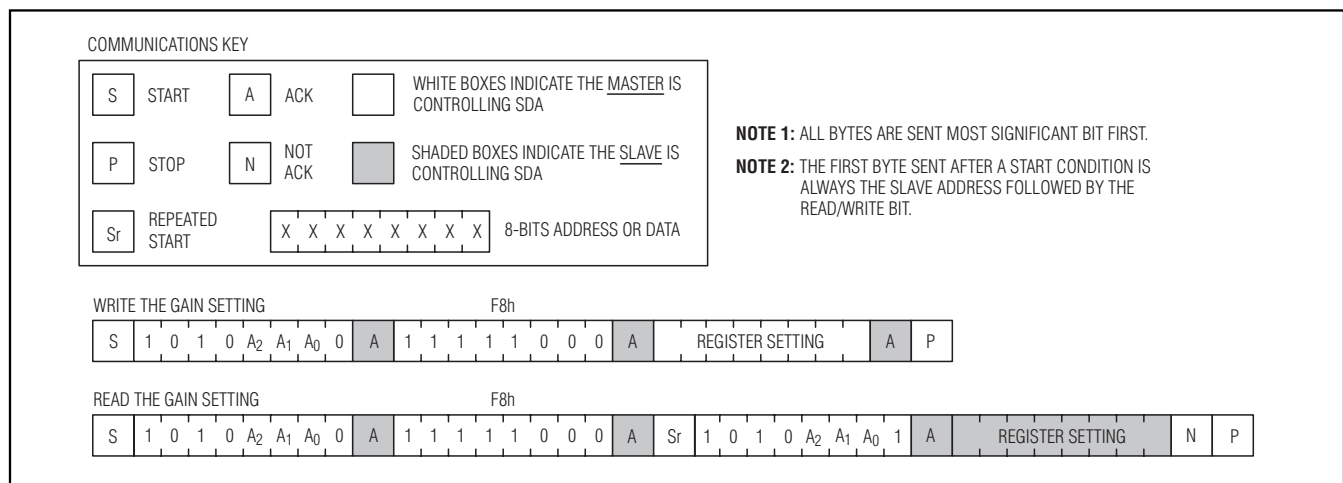 COMMUNICATIONS KEY
S START A ACK WHITE BOXES INDICATE THE MASTER IS
CONTROLLING SDA
P STOP N NOT
ACK SHADED BOXES INDICATE THE SLAVE IS
CONTROLLING SDA
Sr REPEATED
START X X X X X X X X 8-BITS ADDRESS OR DATA
NOTE 1: ALL BYTES ARE SENT MOST SIGNIFICANT BIT FIRST.
NOTE 2: THE FIRST BYTE SENT AFTER A START CONDITION IS
ALWAYS THE SLAVE ADDRESS FOLLOWED BY THE
READ/WRITE BIT.
WRITE THE GAIN SETTING F8h
S 1 0 1 0 A2 A1 A0 0 A 1 1 1 1 1 0 0 0 A REGISTER SETTING A P
READ THE GAIN SETTING F8h
S 1 0 1 0 A2 A1 A0 0 A 1 1 1 1 1 0 0 0 A Sr 1 0 1 0 A2 A1 A0 1 A REGISTER SETTING N P